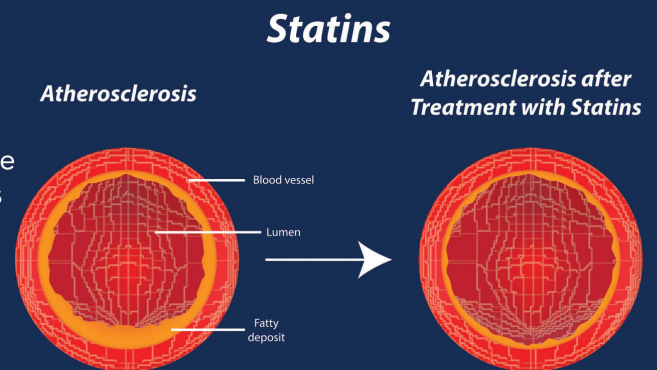 Statins
Atherosclerosis
Atherosclerosis after
Treatment with Statins
Blood vessel
Lumen
Fatty
deposit